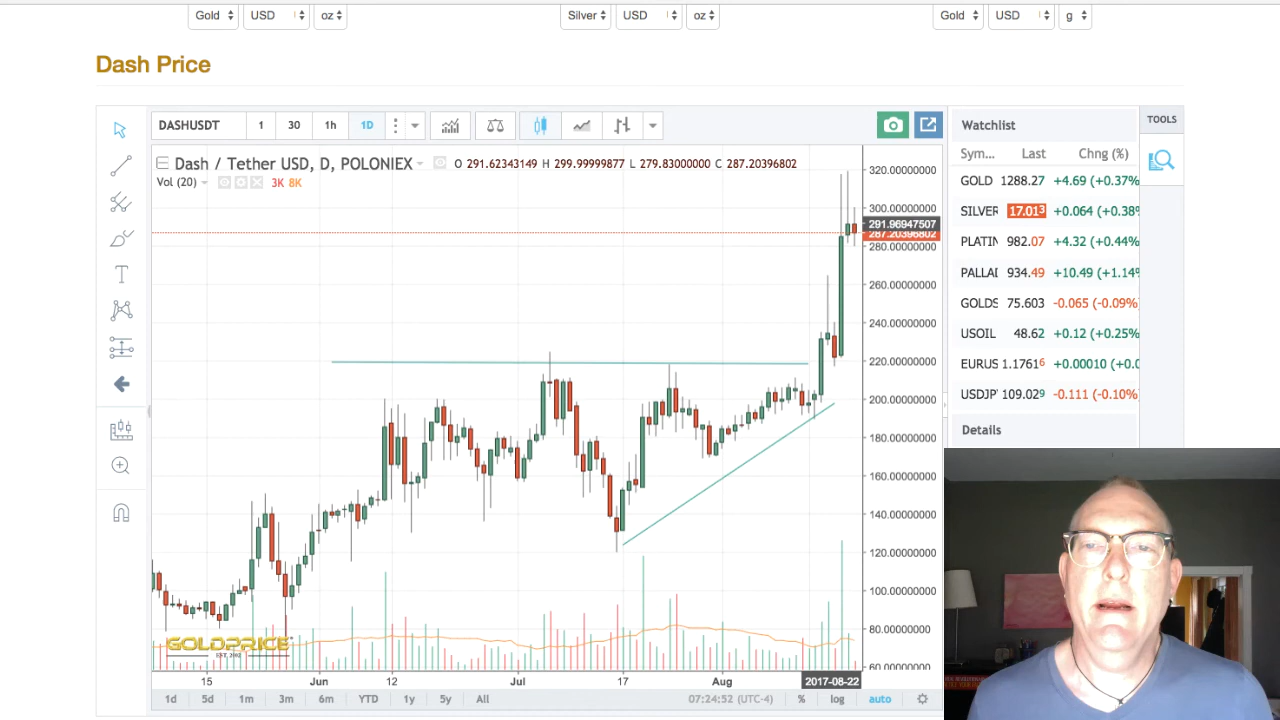 Gold USD oz Silver USD oz Gold USD g
Dash Price
DASHUSDT 1 30 1h 1D
Watchlist
TOOLS
Dash / Tether USD, D, POLONIEX O 291.62343149 H 299.99999877 L 279.83000000 C 287.20396802
Vol (20) 3K 8K
Sym... Last Chng (%)
GOLD 1288.27 +4.69 (+0.37%
SILVER 17.013 +0.064 (+0.38%
PLATIN 982.07 +4.32 (+0.44%
PALLAD 934.49 +10.49 (+1.14%
GOLDS 75.603 -0.065 (-0.09%)
USOIL 48.62 +0.12 (+0.25%
EURUS 1.17616 +0.00010 (+0.0
USDJP 109.029 -0.111 (-0.10%)
Details
320.00000000
300.00000000
291.96947507
287.20396802
280.00000000
260.00000000
240.00000000
220.00000000
200.00000000
180.00000000
160.00000000
140.00000000
120.00000000
100.00000000
80.00000000
60.00000000
GOLDPRICE
EST. 2002
15 Jun 12 Jul 17 Aug 2017-08-22
1d 5d 1m 3m 6m YTD 1y 5y All 07:24:52 (UTC-4) % log auto